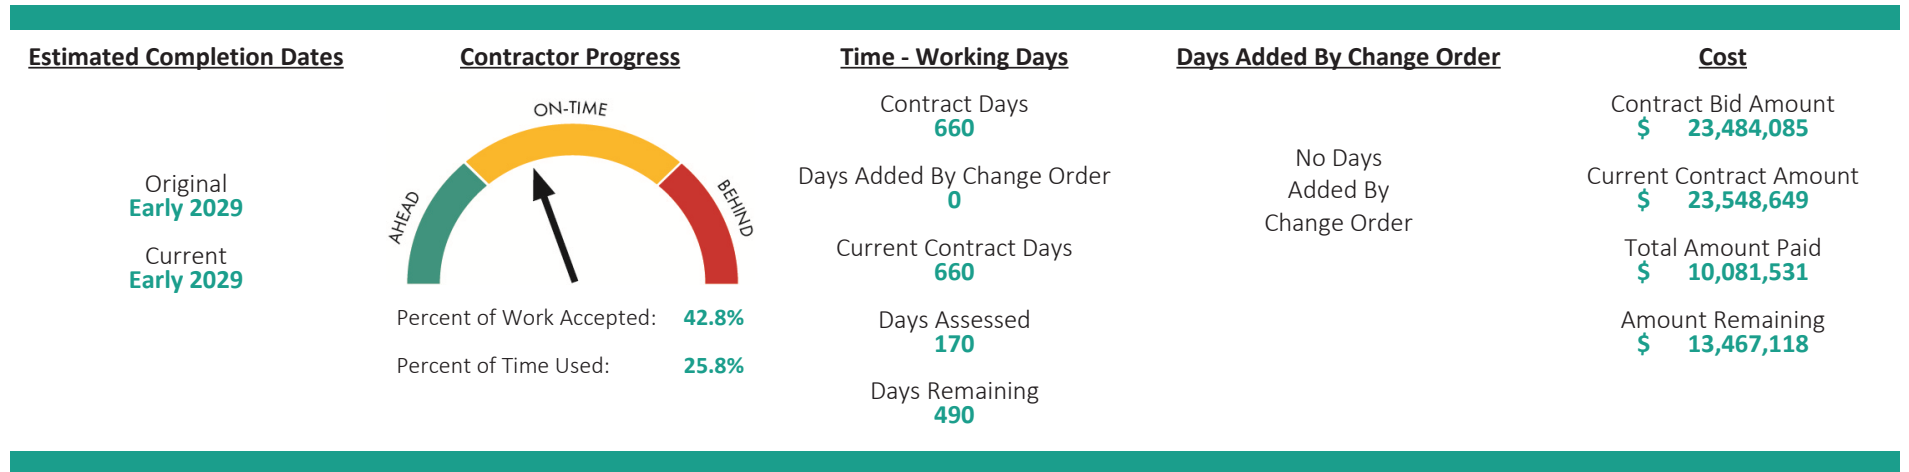 Estimated Completion Dates
Original
Early 2029
Current
Early 2029
Contractor Progress
AHEAD
ON-TIME
BEHIND
Percent of Work Accepted: 42.8%
Percent of Time Used: 25.8%
Time - Working Days
Contract Days
660
Days Added By Change Order
0
Current Contract Days
660
Days Assessed
170
Days Remaining
490
Days Added By Change Order
No Days
Added By
Change Order
Cost
Contract Bid Amount
$ 23,484,085
Current Contract Amount
$ 23,548,649
Total Amount Paid
$ 10,081,531
Amount Remaining
$ 13,467,118